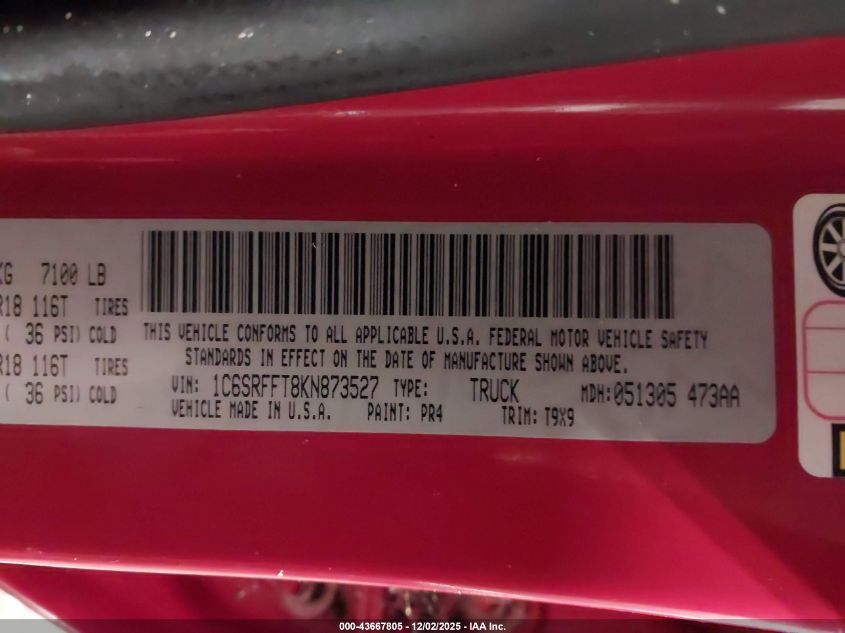 KG 7100 LB
R18 116T TIRES
( 36 PSI) COLD
R18 116T TIRES
( 36 PSI) COLD
THIS VEHICLE CONFORMS TO ALL APPLICABLE U.S.A. FEDERAL MOTOR VEHICLE SAFETY
STANDARDS IN EFFECT ON THE DATE OF MANUFACTURE SHOWN ABOVE.
VIN: 1C6SRFFT8KN873527 TYPE: TRUCK MDH:051305 473AA
VEHICLE MADE IN U.S.A. PAINT: PR4 TRIM: T9X9
000-43667805 - 12/02/2025 - IAA Inc.